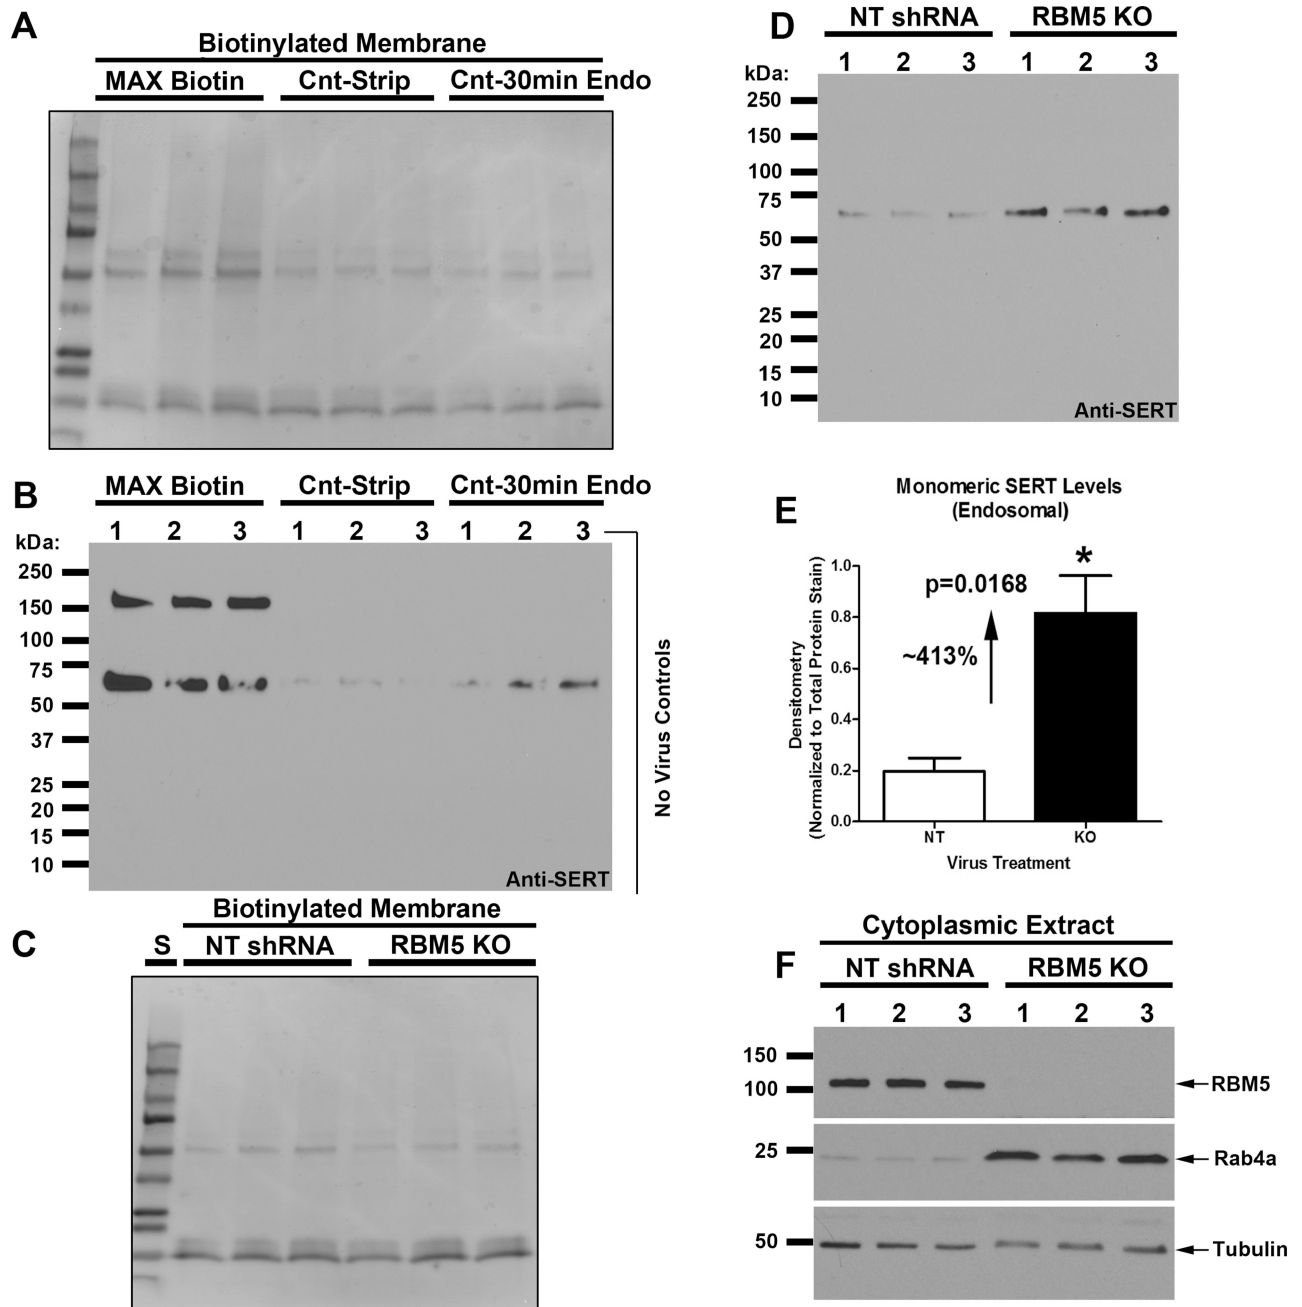 A
Biotinylated Membrane
MAX Biotin Cnt-Strip Cnt-30min Endo
B
MAX Biotin Cnt-Strip Cnt-30min Endo
1 2 3 1 2 3 1 2 3
kDa:
250
150
100
75
50
37
25
20
15
10
Anti-SERT
No Virus Controls
C
Biotinylated Membrane
S NT shRNA RBM5 KO
D
NT shRNA RBM5 KO
1 2 3 1 2 3
kDa:
250
150
100
75
50
37
25
20
15
10
Anti-SERT
E
Monomeric SERT Levels
(Endosomal)
Densitometry
(Normalized to Total Protein Stain)
1.0
0.8
0.6
0.4
0.2
0.0
p=0.0168
*
~413%
NT KO
Virus Treatment
F
Cytoplasmic Extract
NT shRNA RBM5 KO
1 2 3 1 2 3
150
100
RBM5
25
Rab4a
50
Tubulin